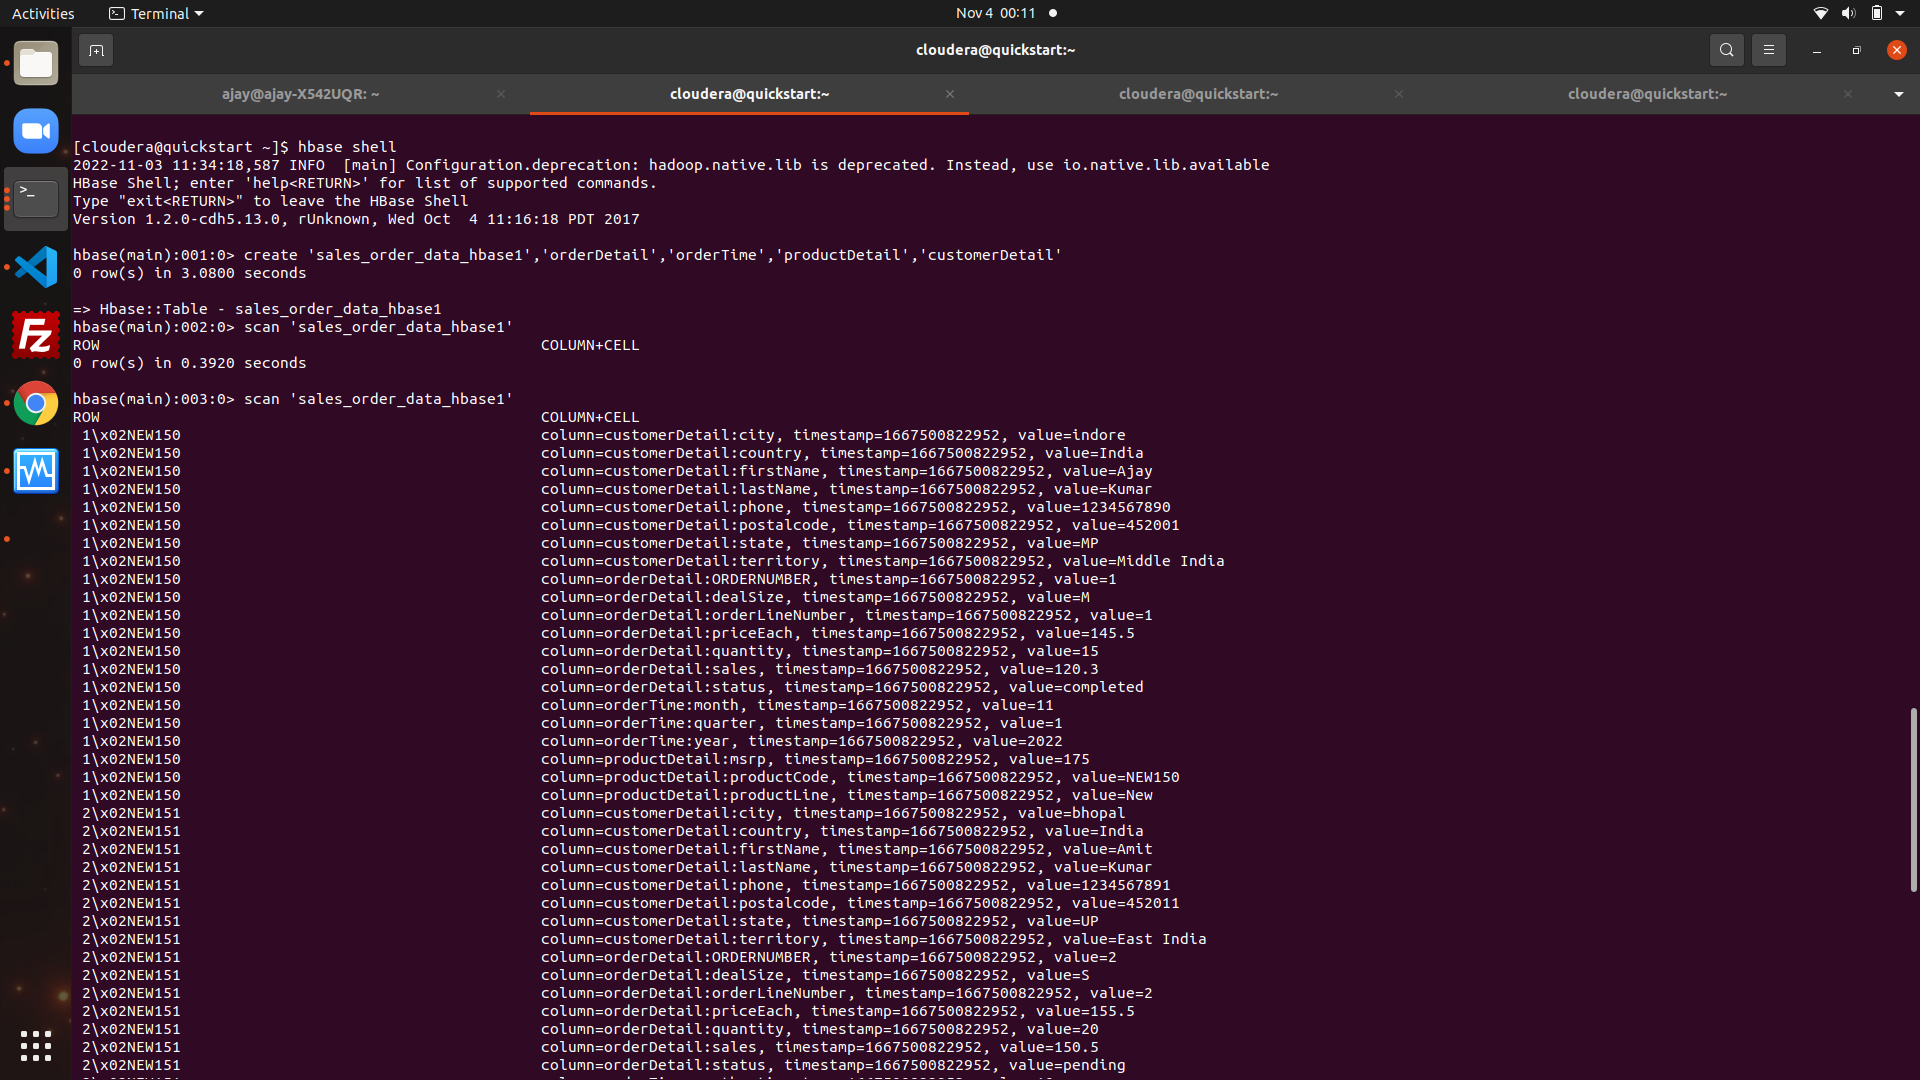 Activities
Terminal
Nov 4 00:11
cloudera@quickstart:~
ajay@ajay-X542UQR: ~
cloudera@quickstart:~
cloudera@quickstart:~
cloudera@quickstart:~
[cloudera@quickstart ~]$ hbase shell
2022-11-03 11:34:18,587 INFO  [main] Configuration.deprecation: hadoop.native.lib is deprecated. Instead, use io.native.lib.available
HBase Shell; enter 'help<RETURN>' for list of supported commands.
Type "exit<RETURN>" to leave the HBase Shell
Version 1.2.0-cdh5.13.0, rUnknown, Wed Oct  4 11:16:18 PDT 2017
hbase(main):001:0> create 'sales_order_data_hbase1','orderDetail','orderTime','productDetail','customerDetail'
0 row(s) in 3.0800 seconds
=> Hbase::Table - sales_order_data_hbase1
hbase(main):002:0> scan 'sales_order_data_hbase1'
ROW COLUMN+CELL
0 row(s) in 0.3920 seconds
hbase(main):003:0> scan 'sales_order_data_hbase1'
ROW COLUMN+CELL
1\x02NEW150 column=customerDetail:city, timestamp=1667500822952, value=indore
1\x02NEW150 column=customerDetail:country, timestamp=1667500822952, value=India
1\x02NEW150 column=customerDetail:firstName, timestamp=1667500822952, value=Ajay
1\x02NEW150 column=customerDetail:lastName, timestamp=1667500822952, value=Kumar
1\x02NEW150 column=customerDetail:phone, timestamp=1667500822952, value=1234567890
1\x02NEW150 column=customerDetail:postalcode, timestamp=1667500822952, value=452001
1\x02NEW150 column=customerDetail:state, timestamp=1667500822952, value=MP
1\x02NEW150 column=customerDetail:territory, timestamp=1667500822952, value=Middle India
1\x02NEW150 column=orderDetail:ORDERNUMBER, timestamp=1667500822952, value=1
1\x02NEW150 column=orderDetail:dealSize, timestamp=1667500822952, value=M
1\x02NEW150 column=orderDetail:orderLineNumber, timestamp=1667500822952, value=1
1\x02NEW150 column=orderDetail:priceEach, timestamp=1667500822952, value=145.5
1\x02NEW150 column=orderDetail:quantity, timestamp=1667500822952, value=15
1\x02NEW150 column=orderDetail:sales, timestamp=1667500822952, value=120.3
1\x02NEW150 column=orderDetail:status, timestamp=1667500822952, value=completed
1\x02NEW150 column=orderTime:month, timestamp=1667500822952, value=11
1\x02NEW150 column=orderTime:quarter, timestamp=1667500822952, value=1
1\x02NEW150 column=orderTime:year, timestamp=1667500822952, value=2022
1\x02NEW150 column=productDetail:msrp, timestamp=1667500822952, value=175
1\x02NEW150 column=productDetail:productCode, timestamp=1667500822952, value=NEW150
1\x02NEW150 column=productDetail:productLine, timestamp=1667500822952, value=New
2\x02NEW151 column=customerDetail:city, timestamp=1667500822952, value=bhopal
2\x02NEW151 column=customerDetail:country, timestamp=1667500822952, value=India
2\x02NEW151 column=customerDetail:firstName, timestamp=1667500822952, value=Amit
2\x02NEW151 column=customerDetail:lastName, timestamp=1667500822952, value=Kumar
2\x02NEW151 column=customerDetail:phone, timestamp=1667500822952, value=1234567891
2\x02NEW151 column=customerDetail:postalcode, timestamp=1667500822952, value=452011
2\x02NEW151 column=customerDetail:state, timestamp=1667500822952, value=UP
2\x02NEW151 column=customerDetail:territory, timestamp=1667500822952, value=East India
2\x02NEW151 column=orderDetail:ORDERNUMBER, timestamp=1667500822952, value=2
2\x02NEW151 column=orderDetail:dealSize, timestamp=1667500822952, value=S
2\x02NEW151 column=orderDetail:orderLineNumber, timestamp=1667500822952, value=2
2\x02NEW151 column=orderDetail:priceEach, timestamp=1667500822952, value=155.5
2\x02NEW151 column=orderDetail:quantity, timestamp=1667500822952, value=20
2\x02NEW151 column=orderDetail:sales, timestamp=1667500822952, value=150.5
2\x02NEW151 column=orderDetail:status, timestamp=1667500822952, value=pending